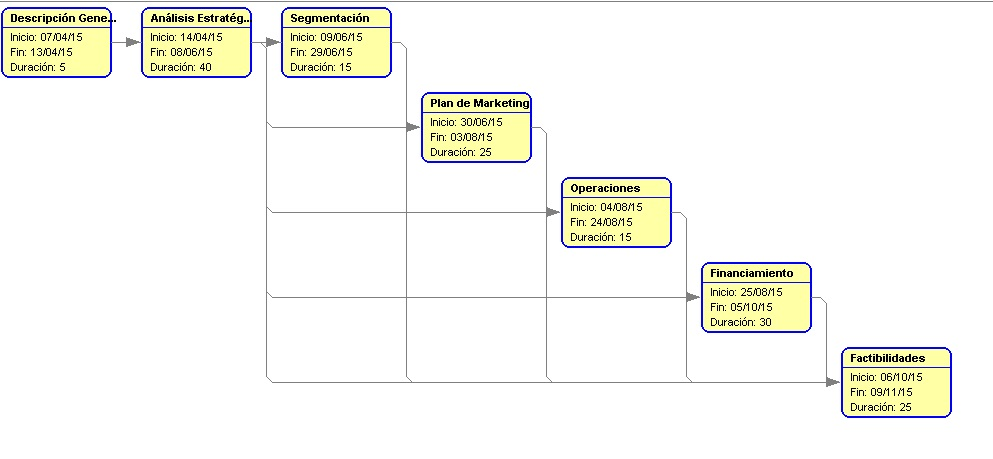 Descripción Gene...
Inicio: 07/04/15
Fin: 13/04/15
Duración: 5
Análisis Estratég...
Inicio: 14/04/15
Fin: 08/06/15
Duración: 40
Segmentación
Inicio: 09/06/15
Fin: 29/06/15
Duración: 15
Plan de Marketing
Inicio: 30/06/15
Fin: 03/08/15
Duración: 25
Operaciones
Inicio: 04/08/15
Fin: 24/08/15
Duración: 15
Financiamiento
Inicio: 25/08/15
Fin: 05/10/15
Duración: 30
Factibilidades
Inicio: 06/10/15
Fin: 09/11/15
Duración: 25